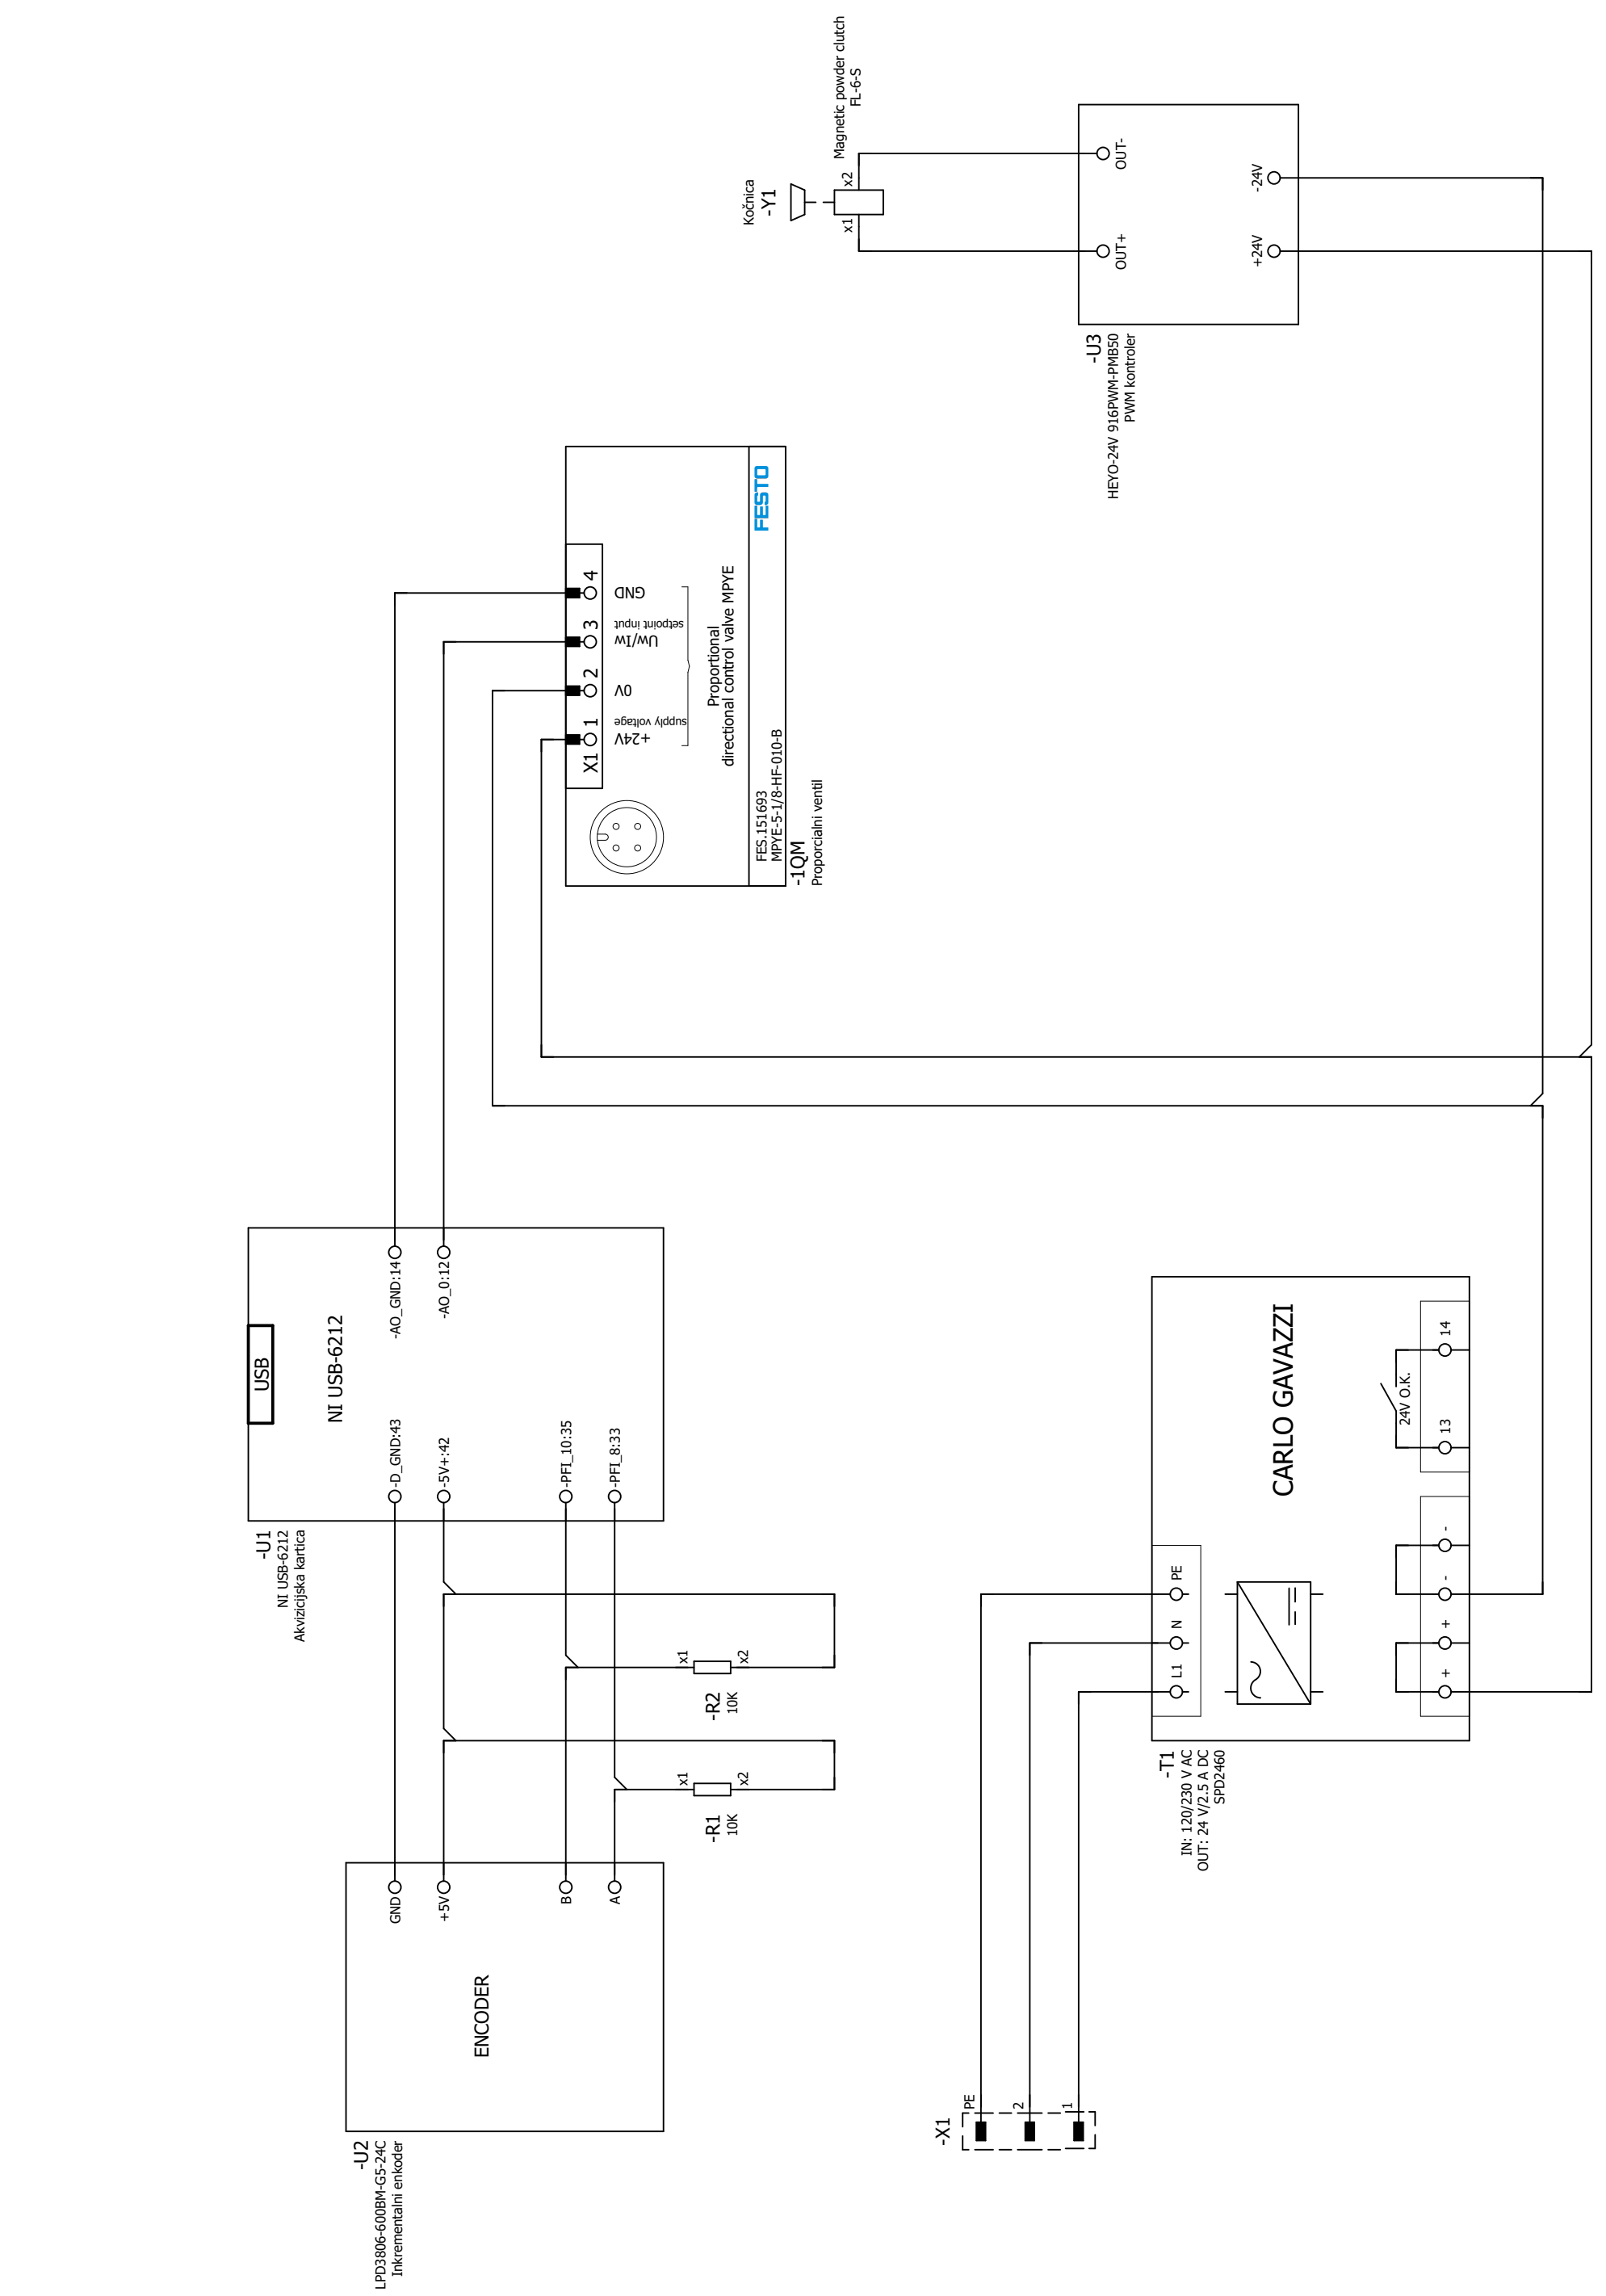 -U2
LPD3806-600BM-G5-24C
Inkrementalni enkoder
ENCODER
GND
+5V
B
A
-R1
10K
x1
x2
-R2
10K
x1
x2
-U1
NI USB-6212
Akvizicijska kartica
USB
NI USB-6212
-D_GND:43
-5V+:42
-PFI_10:35
-PFI_8:33
-AO_GND:14
-AO_0:12
-1QM
Proporcialni ventil
X1
1
2
3
4
+24V
supply voltage
0V
Uw/Iw
setpoint input
GND
Proportional
directional control valve MPYE
FES.151693
MPYE-5-1/8-HF-010-B
FESTO
Kočnica
-Y1
x1
x2
Magnetic powder clutch
FL-6-S
-U3
HEYO-24V 916PWM-PMB50
PWM kontroler
OUT+
OUT-
+24V
-24V
-X1
PE
2
1
-T1
IN: 120/230 V AC
OUT: 24 V/2.5 A DC
SPD2460
L1
N
PE
CARLO GAVAZZI
+
+
-
-
13
14
24V O.K.